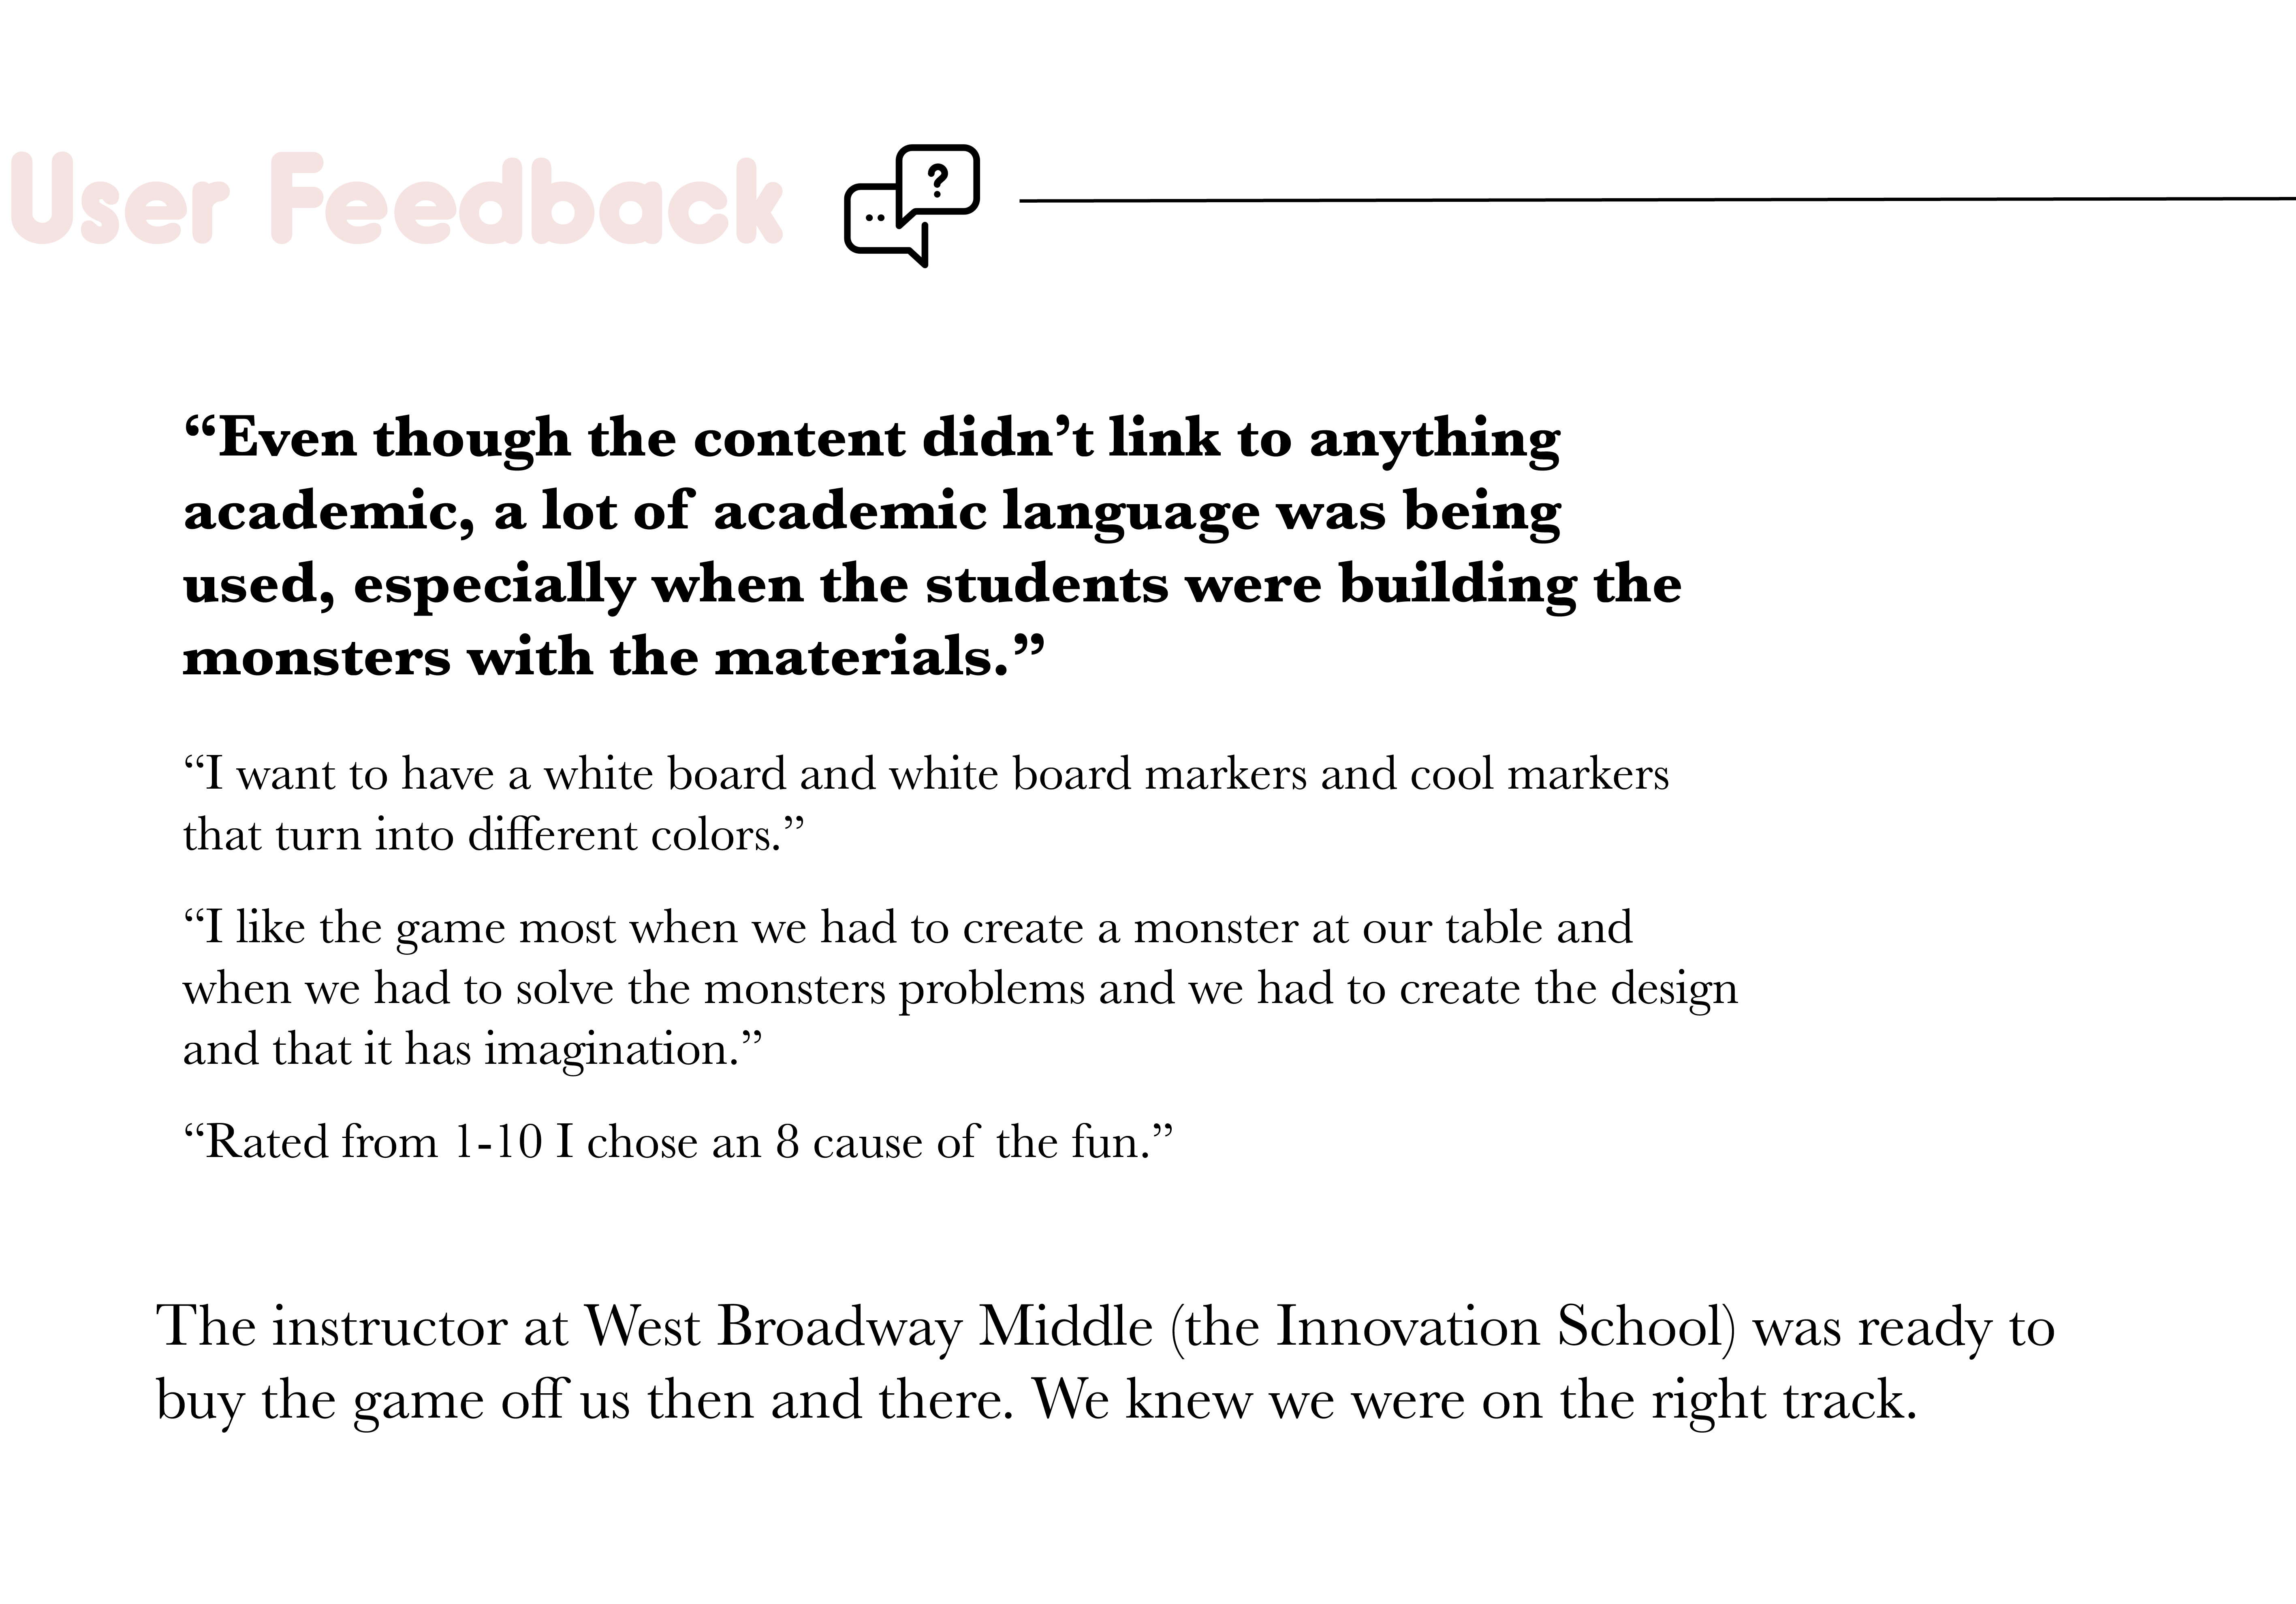 User Feedback
?
“Even though the content didn’t link to anything
academic, a lot of academic language was being
used, especially when the students were building the
monsters with the materials.”
“I want to have a white board and white board markers and cool markers
that turn into different colors.”
“I like the game most when we had to create a monster at our table and
when we had to solve the monsters problems and we had to create the design
and that it has imagination.”
“Rated from 1-10 I chose an 8 cause of the fun.”
The instructor at West Broadway Middle (the Innovation School) was ready to
buy the game off us then and there. We knew we were on the right track.